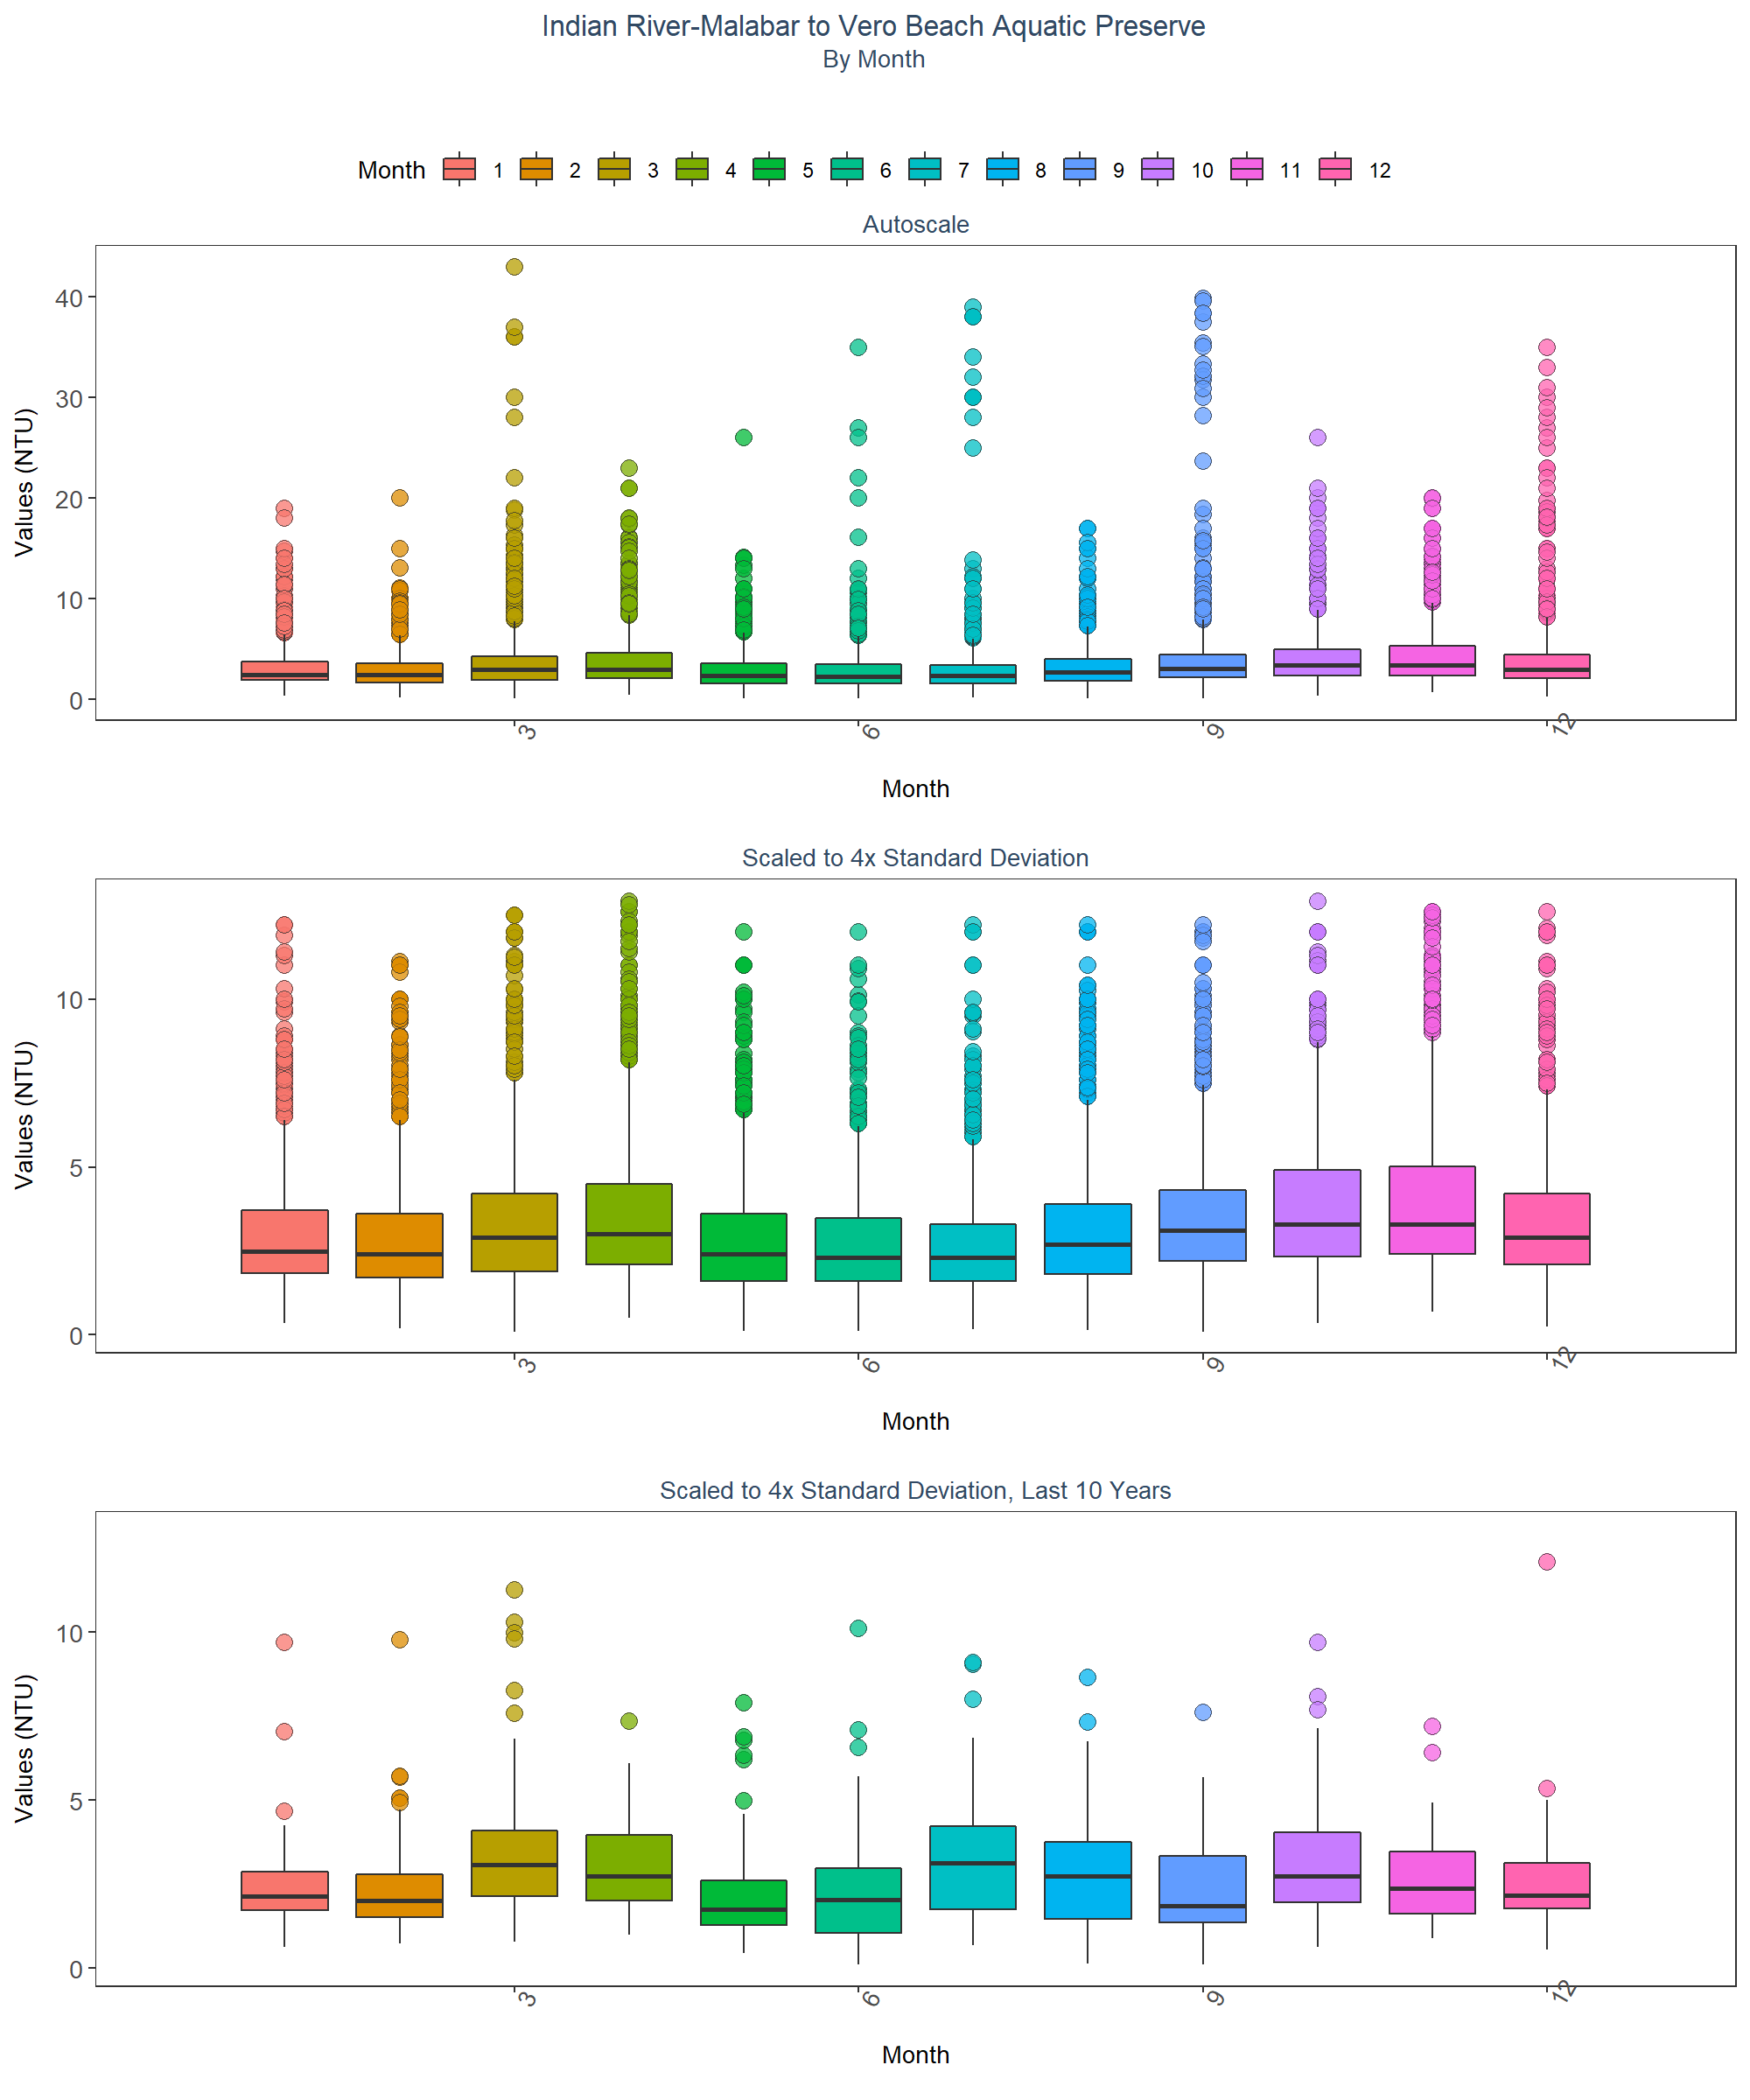 Indian River-Malabar to Vero Beach Aquatic Preserve
By Month
Month 1 2 3 4 5 6 7 8 9 10 11 12
Autoscale
Values (NTU)
40
30
20
10
0
3 6 9 12
Month
Scaled to 4x Standard Deviation
Values (NTU)
10
5
0
3 6 9 12
Month
Scaled to 4x Standard Deviation, Last 10 Years
Values (NTU)
10
5
0
3 6 9 12
Month